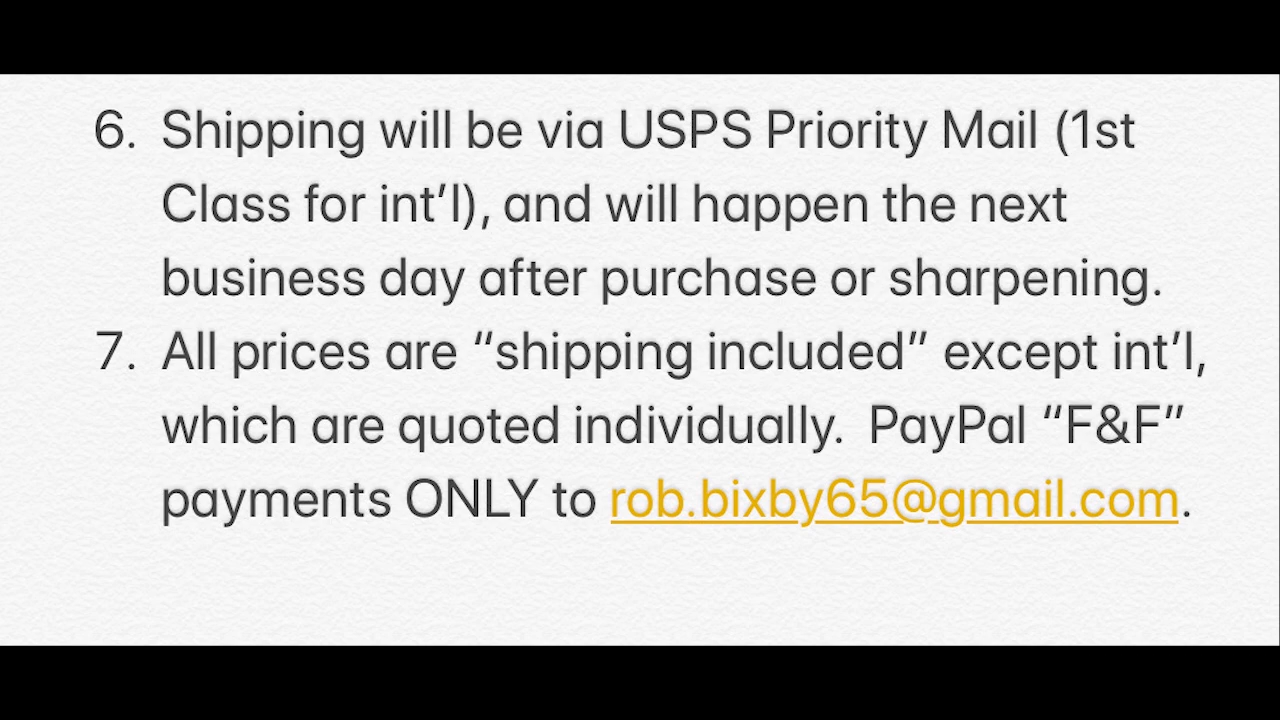 6. Shipping will be via USPS Priority Mail (1st
Class for int’l), and will happen the next
business day after purchase or sharpening.
7. All prices are “shipping included” except int’l,
which are quoted individually.  PayPal “F&F”
payments ONLY to rob.bixby65@gmail.com.